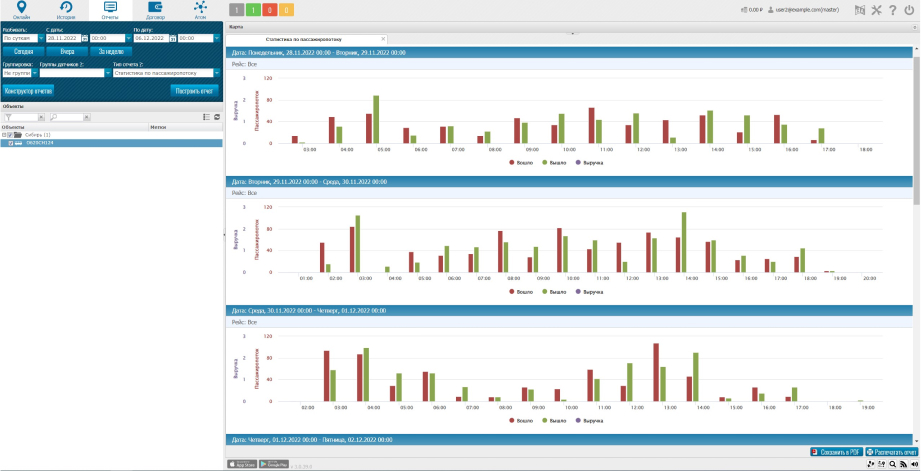 Онлайн История Отчеты Договор Атом
1 1 0 0
0.00 ₽ user2@example.com(master)
Разбивать: С даты: По дату:
По суткам 28.11.2022 00:00 06.12.2022 00:00
Сегодня Вчера За неделю
Группировка: Группы датчиков Тип отчета
Не группи Статистика по пассажиропотоку
Конструктор отчетов Построить отчет
Объекты
Объекты Метки
Сибирь (1)
Карта
Статистика по пассажиропотоку
Дата: Понедельник, 28.11.2022 00:00 - Вторник, 29.11.2022 00:00
Рейс: Все
3 120
2 80
1 40
0 0
Выручка
Пассажиропоток
03:00 04:00 05:00 06:00 07:00 08:00 09:00 10:00 11:00 12:00 13:00 14:00 15:00 16:00 17:00 18:00
Вошло Вышло Выручка
Дата: Вторник, 29.11.2022 00:00 - Среда, 30.11.2022 00:00
Рейс: Все
3 120
2 80
1 40
0 0
Выручка
Пассажиропоток
01:00 02:00 03:00 04:00 05:00 06:00 07:00 08:00 09:00 10:00 11:00 12:00 13:00 14:00 15:00 16:00 17:00 18:00 19:00 20:00
Вошло Вышло Выручка
Дата: Среда, 30.11.2022 00:00 - Четверг, 01.12.2022 00:00
Рейс: Все
3 120
2 80
1 40
0 0
Выручка
Пассажиропоток
02:00 03:00 04:00 05:00 06:00 07:00 08:00 09:00 10:00 11:00 12:00 13:00 14:00 15:00 16:00 17:00 18:00 19:00
Вошло Вышло Выручка
Дата: Четверг, 01.12.2022 00:00 - Пятница, 02.12.2022 00:00
Сохранить в PDF Распечатать отчет
App Store Google Play